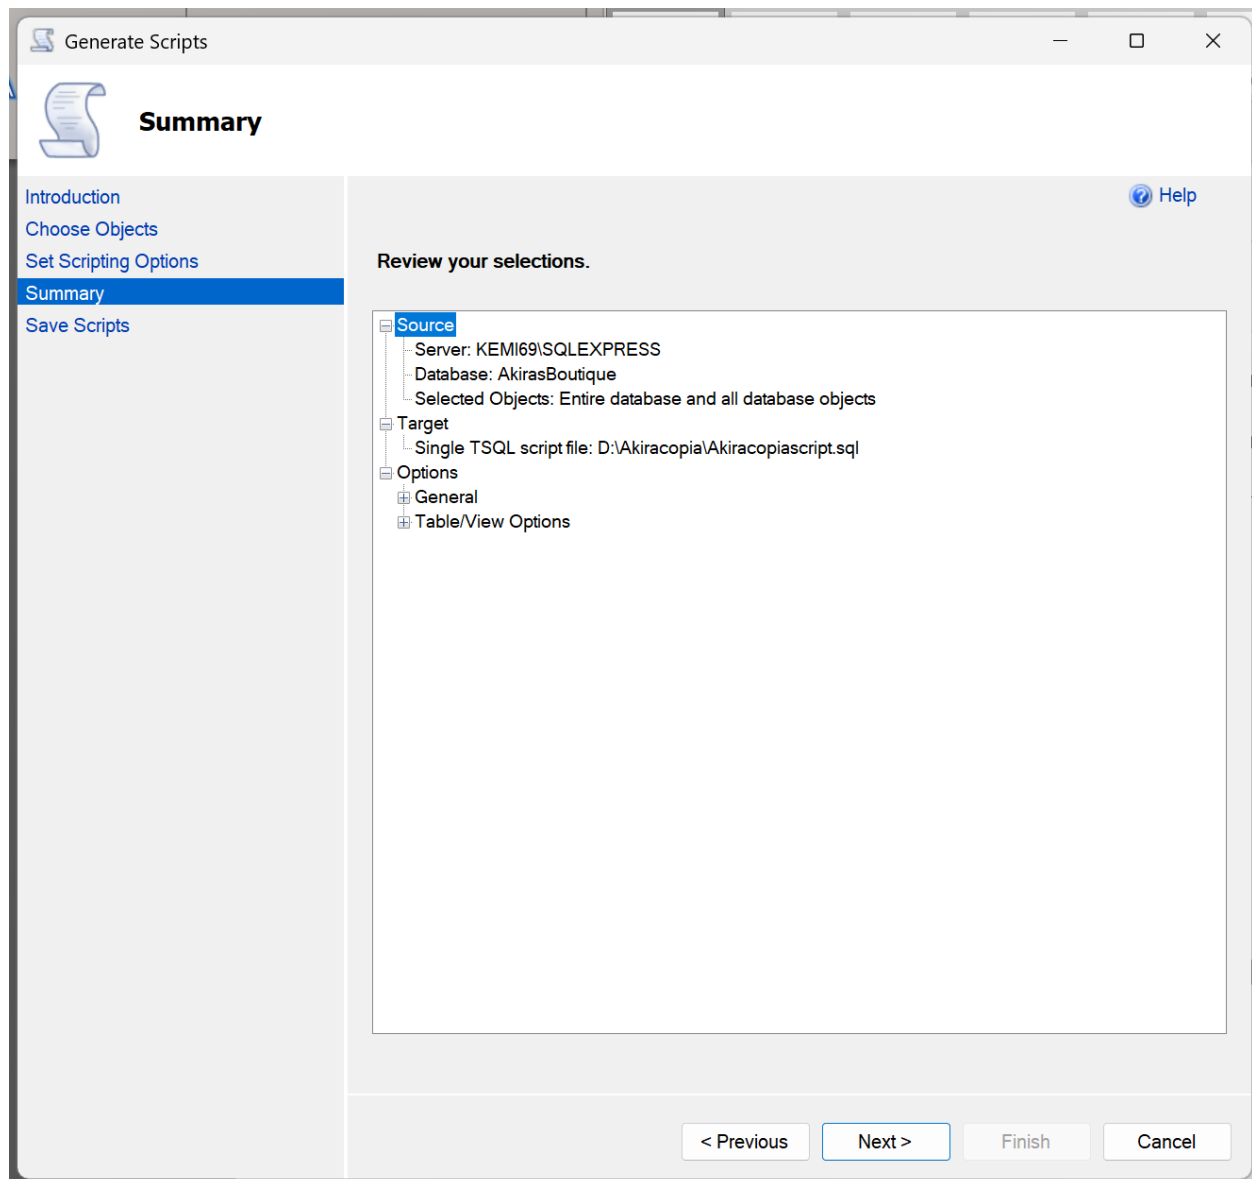 Generate Scripts
Summary
Introduction
Choose Objects
Set Scripting Options
Summary
Save Scripts
Help
Review your selections.
Source
Server: KEMI69\SQLEXPRESS
Database: AkirasBoutique
Selected Objects: Entire database and all database objects
Target
Single TSQL script file: D:\Akiracopia\Akiracopiascript.sql
Options
General
Table/View Options
< Previous
Next >
Finish
Cancel